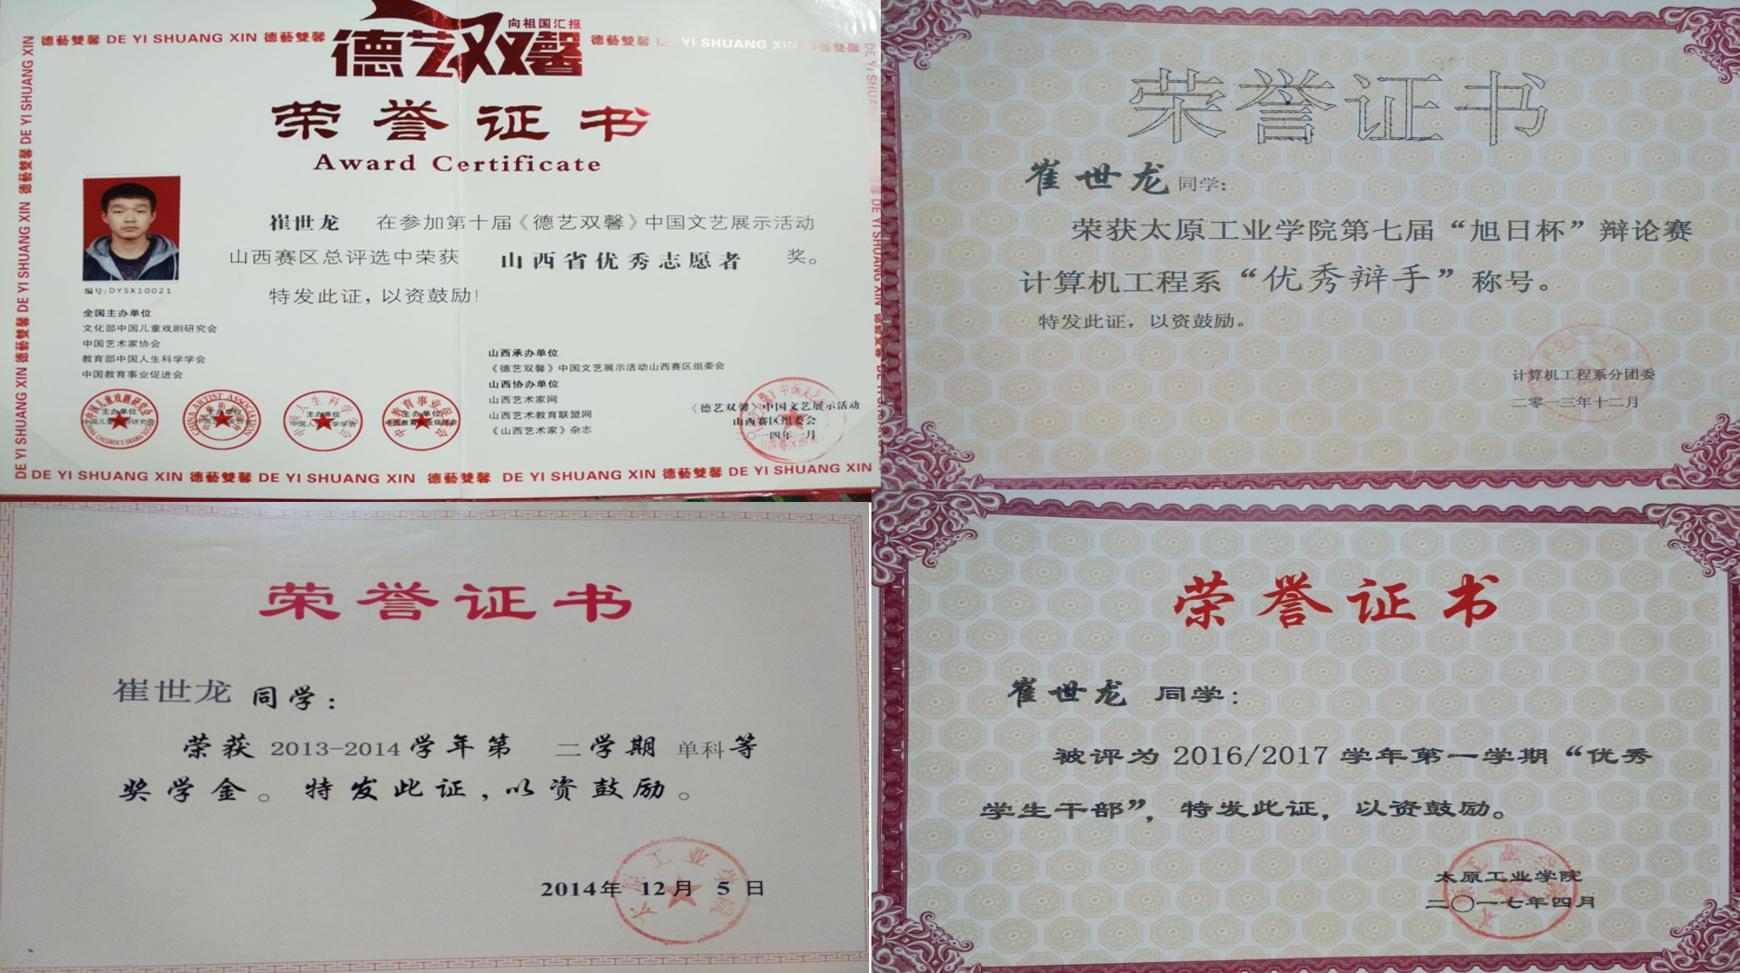 向祖国汇报
德艺双馨
德藝雙馨 DE YI SHUANG XIN 德藝雙馨
德藝雙馨 DE YI SHUANG XIN 德藝雙馨
荣誉证书
Award Certificate
崔世龙 在参加第十届《德艺双馨》中国文艺展示活动
山西赛区总评选中荣获 山西省优秀志愿者 奖。
特发此证，以资鼓励！
编号:DYSX10021
全国主办单位
文化部中国儿童戏剧研究会
中国艺术家协会
教育部中国人生科学学会
中国教育事业促进会
主办单位
主办单位
主办单位
主办单位
山西承办单位
《德艺双馨》中国文艺展示活动山西赛区组委会
山西协办单位
山西艺术家网
山西艺术教育联盟网
《山西艺术家》杂志
《德艺双馨》中国文艺展示活动
山西赛区组委会
二〇一四年一月
DE YI SHUANG XIN 德藝雙馨 DE YI SHUANG XIN 德藝雙馨 DE YI SHUANG XIN 德藝雙馨 DE YI SHUANG XIN
荣誉证书
崔世龙同学:
荣获太原工业学院第七届“旭日杯”辩论赛
计算机工程系“优秀辩手”称号。
特发此证，以资鼓励。
计算机工程系分团委
二零一三年十二月
荣誉证书
崔世龙 同学：
荣获 2013-2014 学年第 二学期 单科等
奖学金。特发此证,以资鼓励。
2014年 12月 5 日
荣誉证书
崔世龙 同学:
被评为 2016/2017 学年第一学期“优秀
学生干部”，特发此证，以资鼓励。
太原工业学院
二〇一七年四月